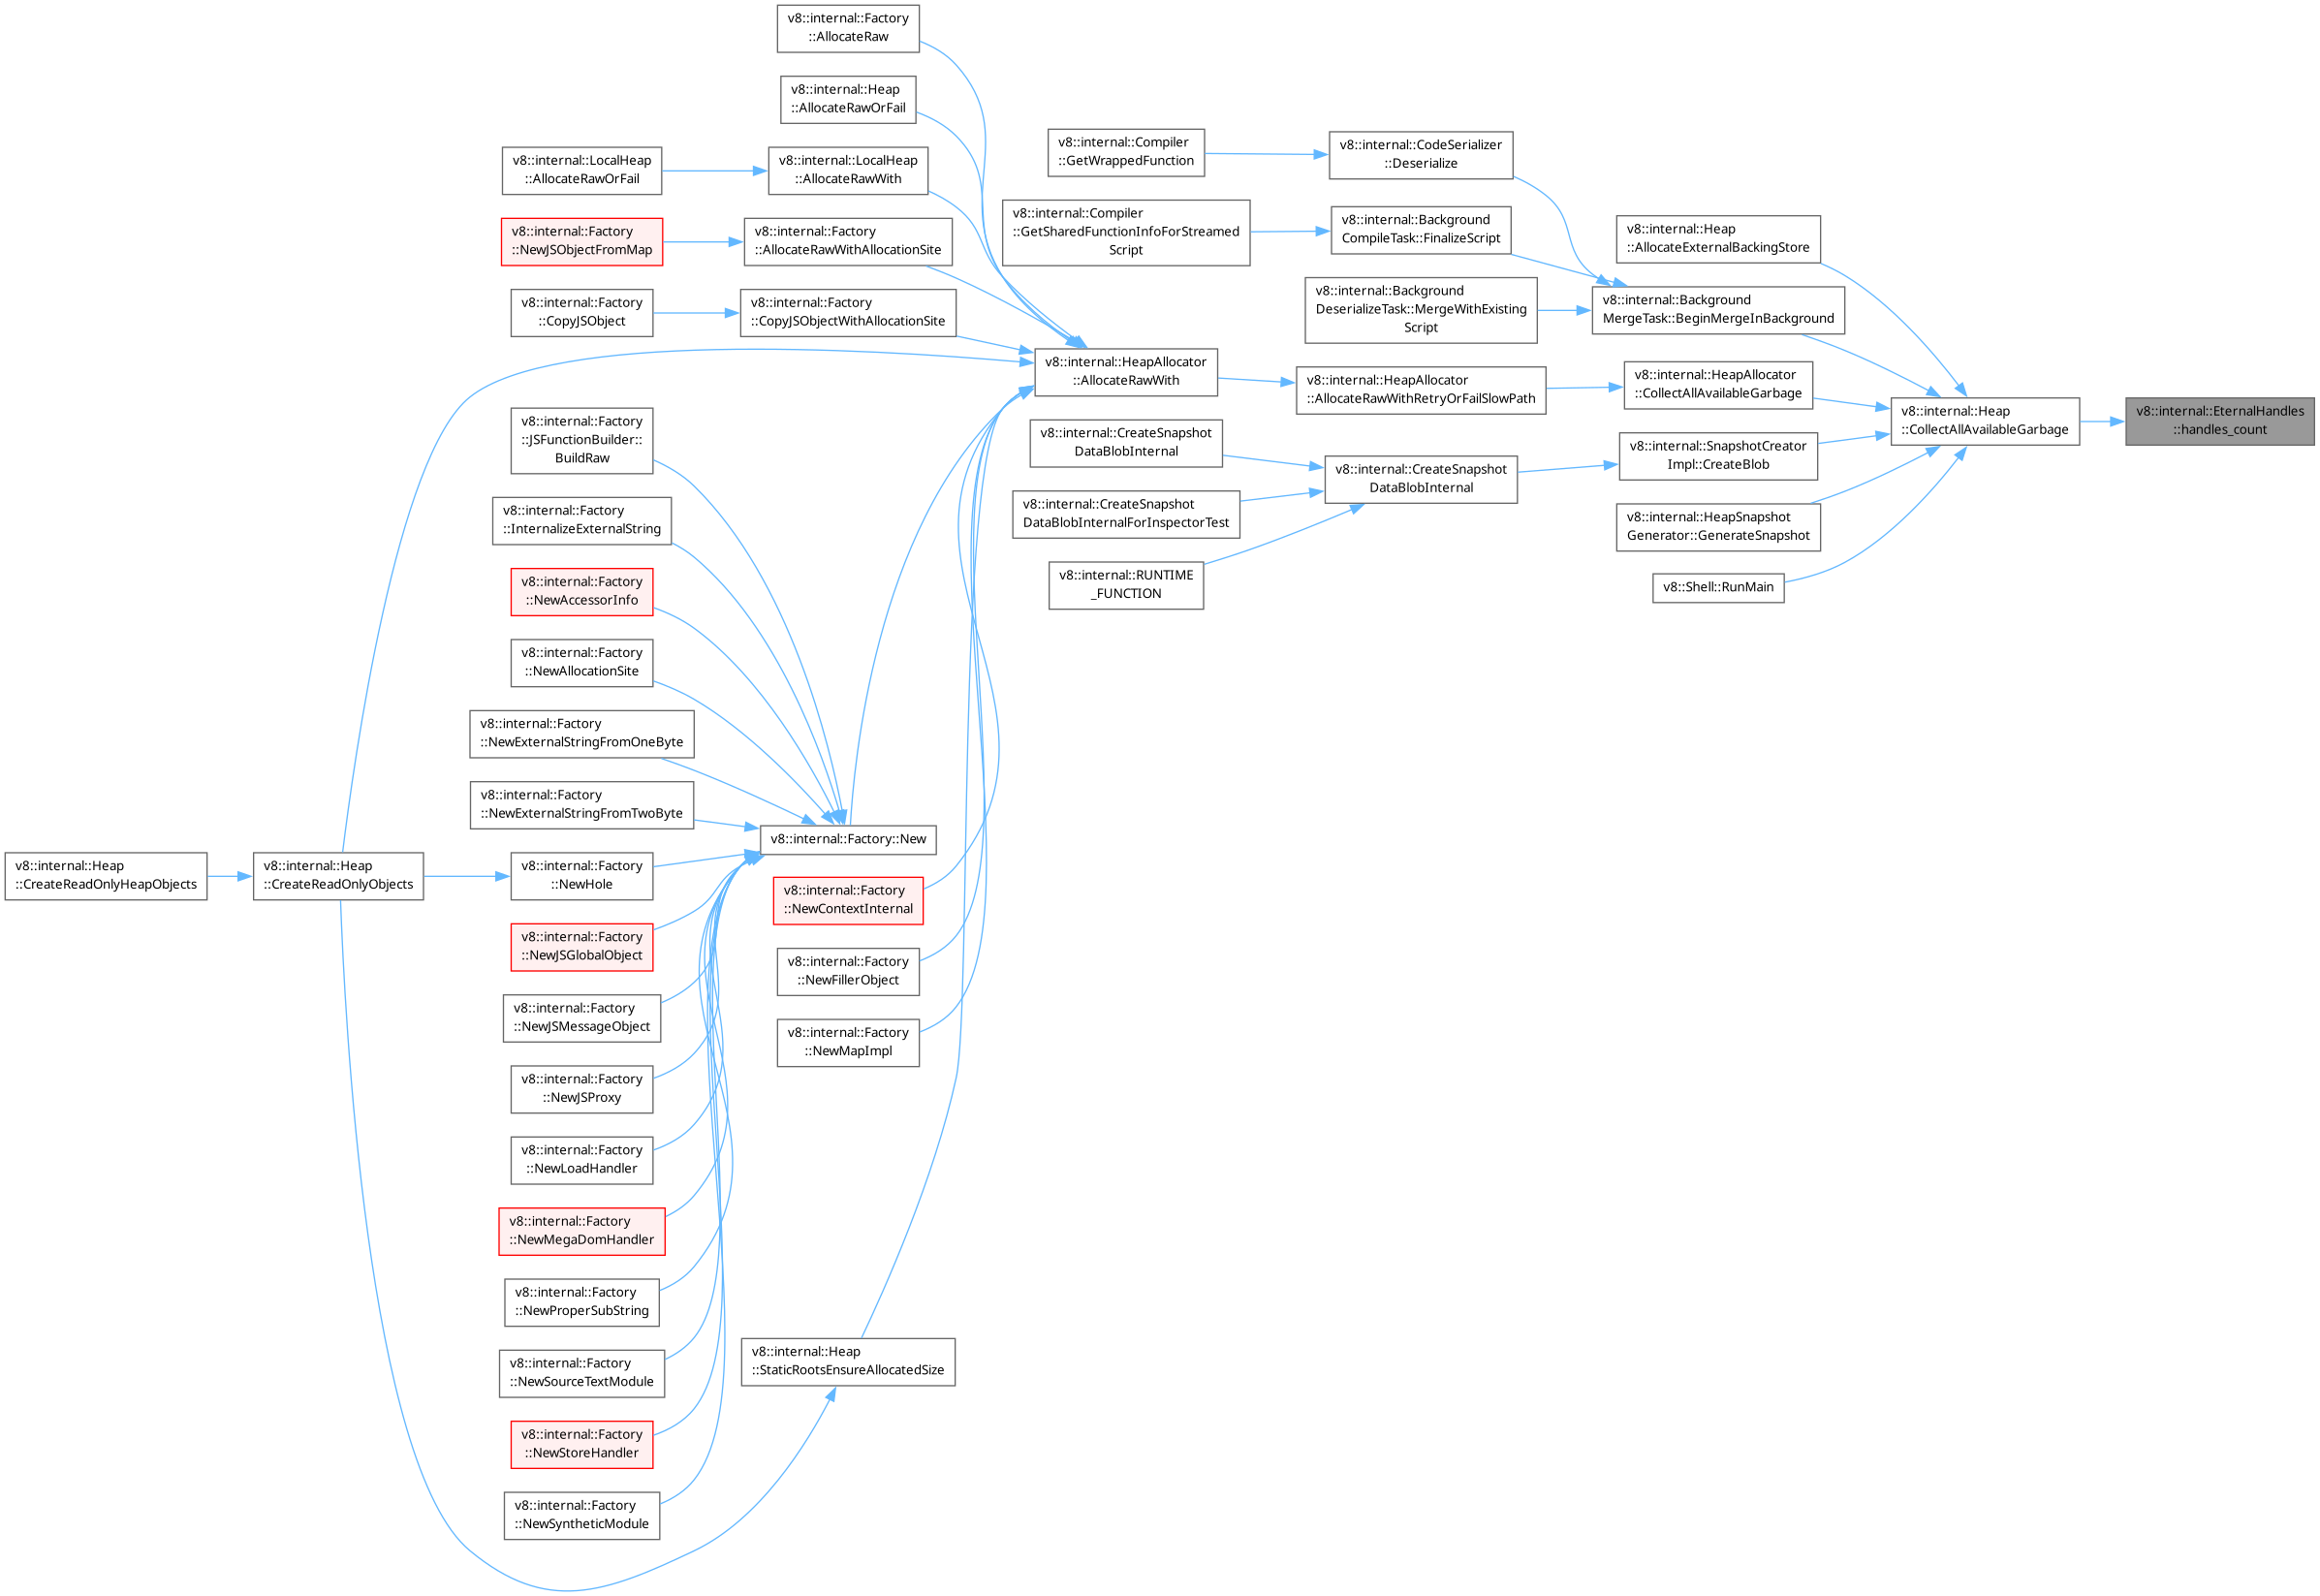 v8::internal::Factory
::AllocateRaw
v8::internal::Heap
::AllocateRawOrFail
v8::internal::LocalHeap
::AllocateRawOrFail
v8::internal::LocalHeap
::AllocateRawWith
v8::internal::Factory
::NewJSObjectFromMap
v8::internal::Factory
::AllocateRawWithAllocationSite
v8::internal::Factory
::CopyJSObject
v8::internal::Factory
::CopyJSObjectWithAllocationSite
v8::internal::Compiler
::GetWrappedFunction
v8::internal::CodeSerializer
::Deserialize
v8::internal::Compiler
::GetSharedFunctionInfoForStreamed
Script
v8::internal::Background
CompileTask::FinalizeScript
v8::internal::Heap
::AllocateExternalBackingStore
v8::internal::Background
DeserializeTask::MergeWithExisting
Script
v8::internal::Background
MergeTask::BeginMergeInBackground
v8::internal::HeapAllocator
::AllocateRawWith
v8::internal::HeapAllocator
::AllocateRawWithRetryOrFailSlowPath
v8::internal::HeapAllocator
::CollectAllAvailableGarbage
v8::internal::Heap
::CollectAllAvailableGarbage
v8::internal::EternalHandles
::handles_count
v8::internal::CreateSnapshot
DataBlobInternal
v8::internal::CreateSnapshot
DataBlobInternal
v8::internal::SnapshotCreator
Impl::CreateBlob
v8::internal::CreateSnapshot
DataBlobInternalForInspectorTest
v8::internal::HeapSnapshot
Generator::GenerateSnapshot
v8::internal::RUNTIME
_FUNCTION
v8::Shell::RunMain
v8::internal::Factory
::JSFunctionBuilder::
BuildRaw
v8::internal::Factory
::InternalizeExternalString
v8::internal::Factory
::NewAccessorInfo
v8::internal::Factory
::NewAllocationSite
v8::internal::Factory
::NewExternalStringFromOneByte
v8::internal::Factory
::NewExternalStringFromTwoByte
v8::internal::Factory::New
v8::internal::Heap
::CreateReadOnlyHeapObjects
v8::internal::Heap
::CreateReadOnlyObjects
v8::internal::Factory
::NewHole
v8::internal::Factory
::NewContextInternal
v8::internal::Factory
::NewJSGlobalObject
v8::internal::Factory
::NewFillerObject
v8::internal::Factory
::NewJSMessageObject
v8::internal::Factory
::NewMapImpl
v8::internal::Factory
::NewJSProxy
v8::internal::Factory
::NewLoadHandler
v8::internal::Factory
::NewMegaDomHandler
v8::internal::Factory
::NewProperSubString
v8::internal::Factory
::NewSourceTextModule
v8::internal::Heap
::StaticRootsEnsureAllocatedSize
v8::internal::Factory
::NewStoreHandler
v8::internal::Factory
::NewSyntheticModule